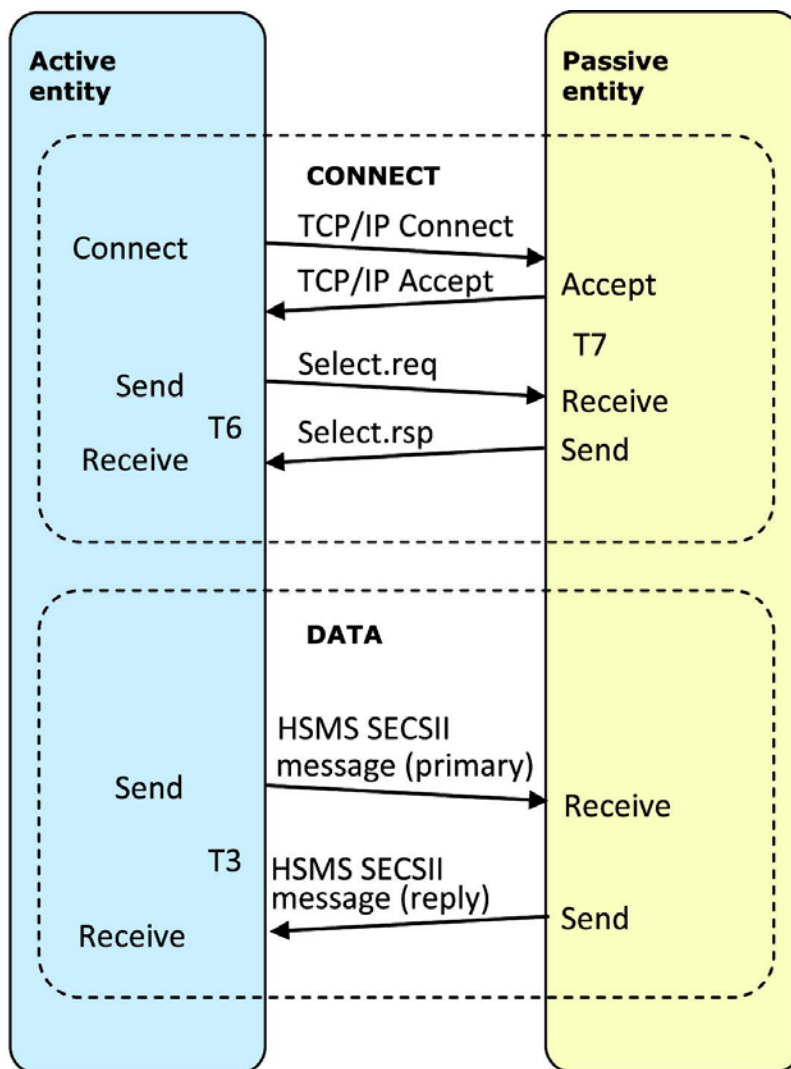 Active
entity
Passive
entity
CONNECT
TCP/IP Connect
Connect
TCP/IP Accept
Accept
T7
Select.req
Send
Receive
T6
Select.rsp
Send
Receive
DATA
HSMS SECSII
message (primary)
Send
Receive
T3
HSMS SECSII
message (reply)
Send
Receive